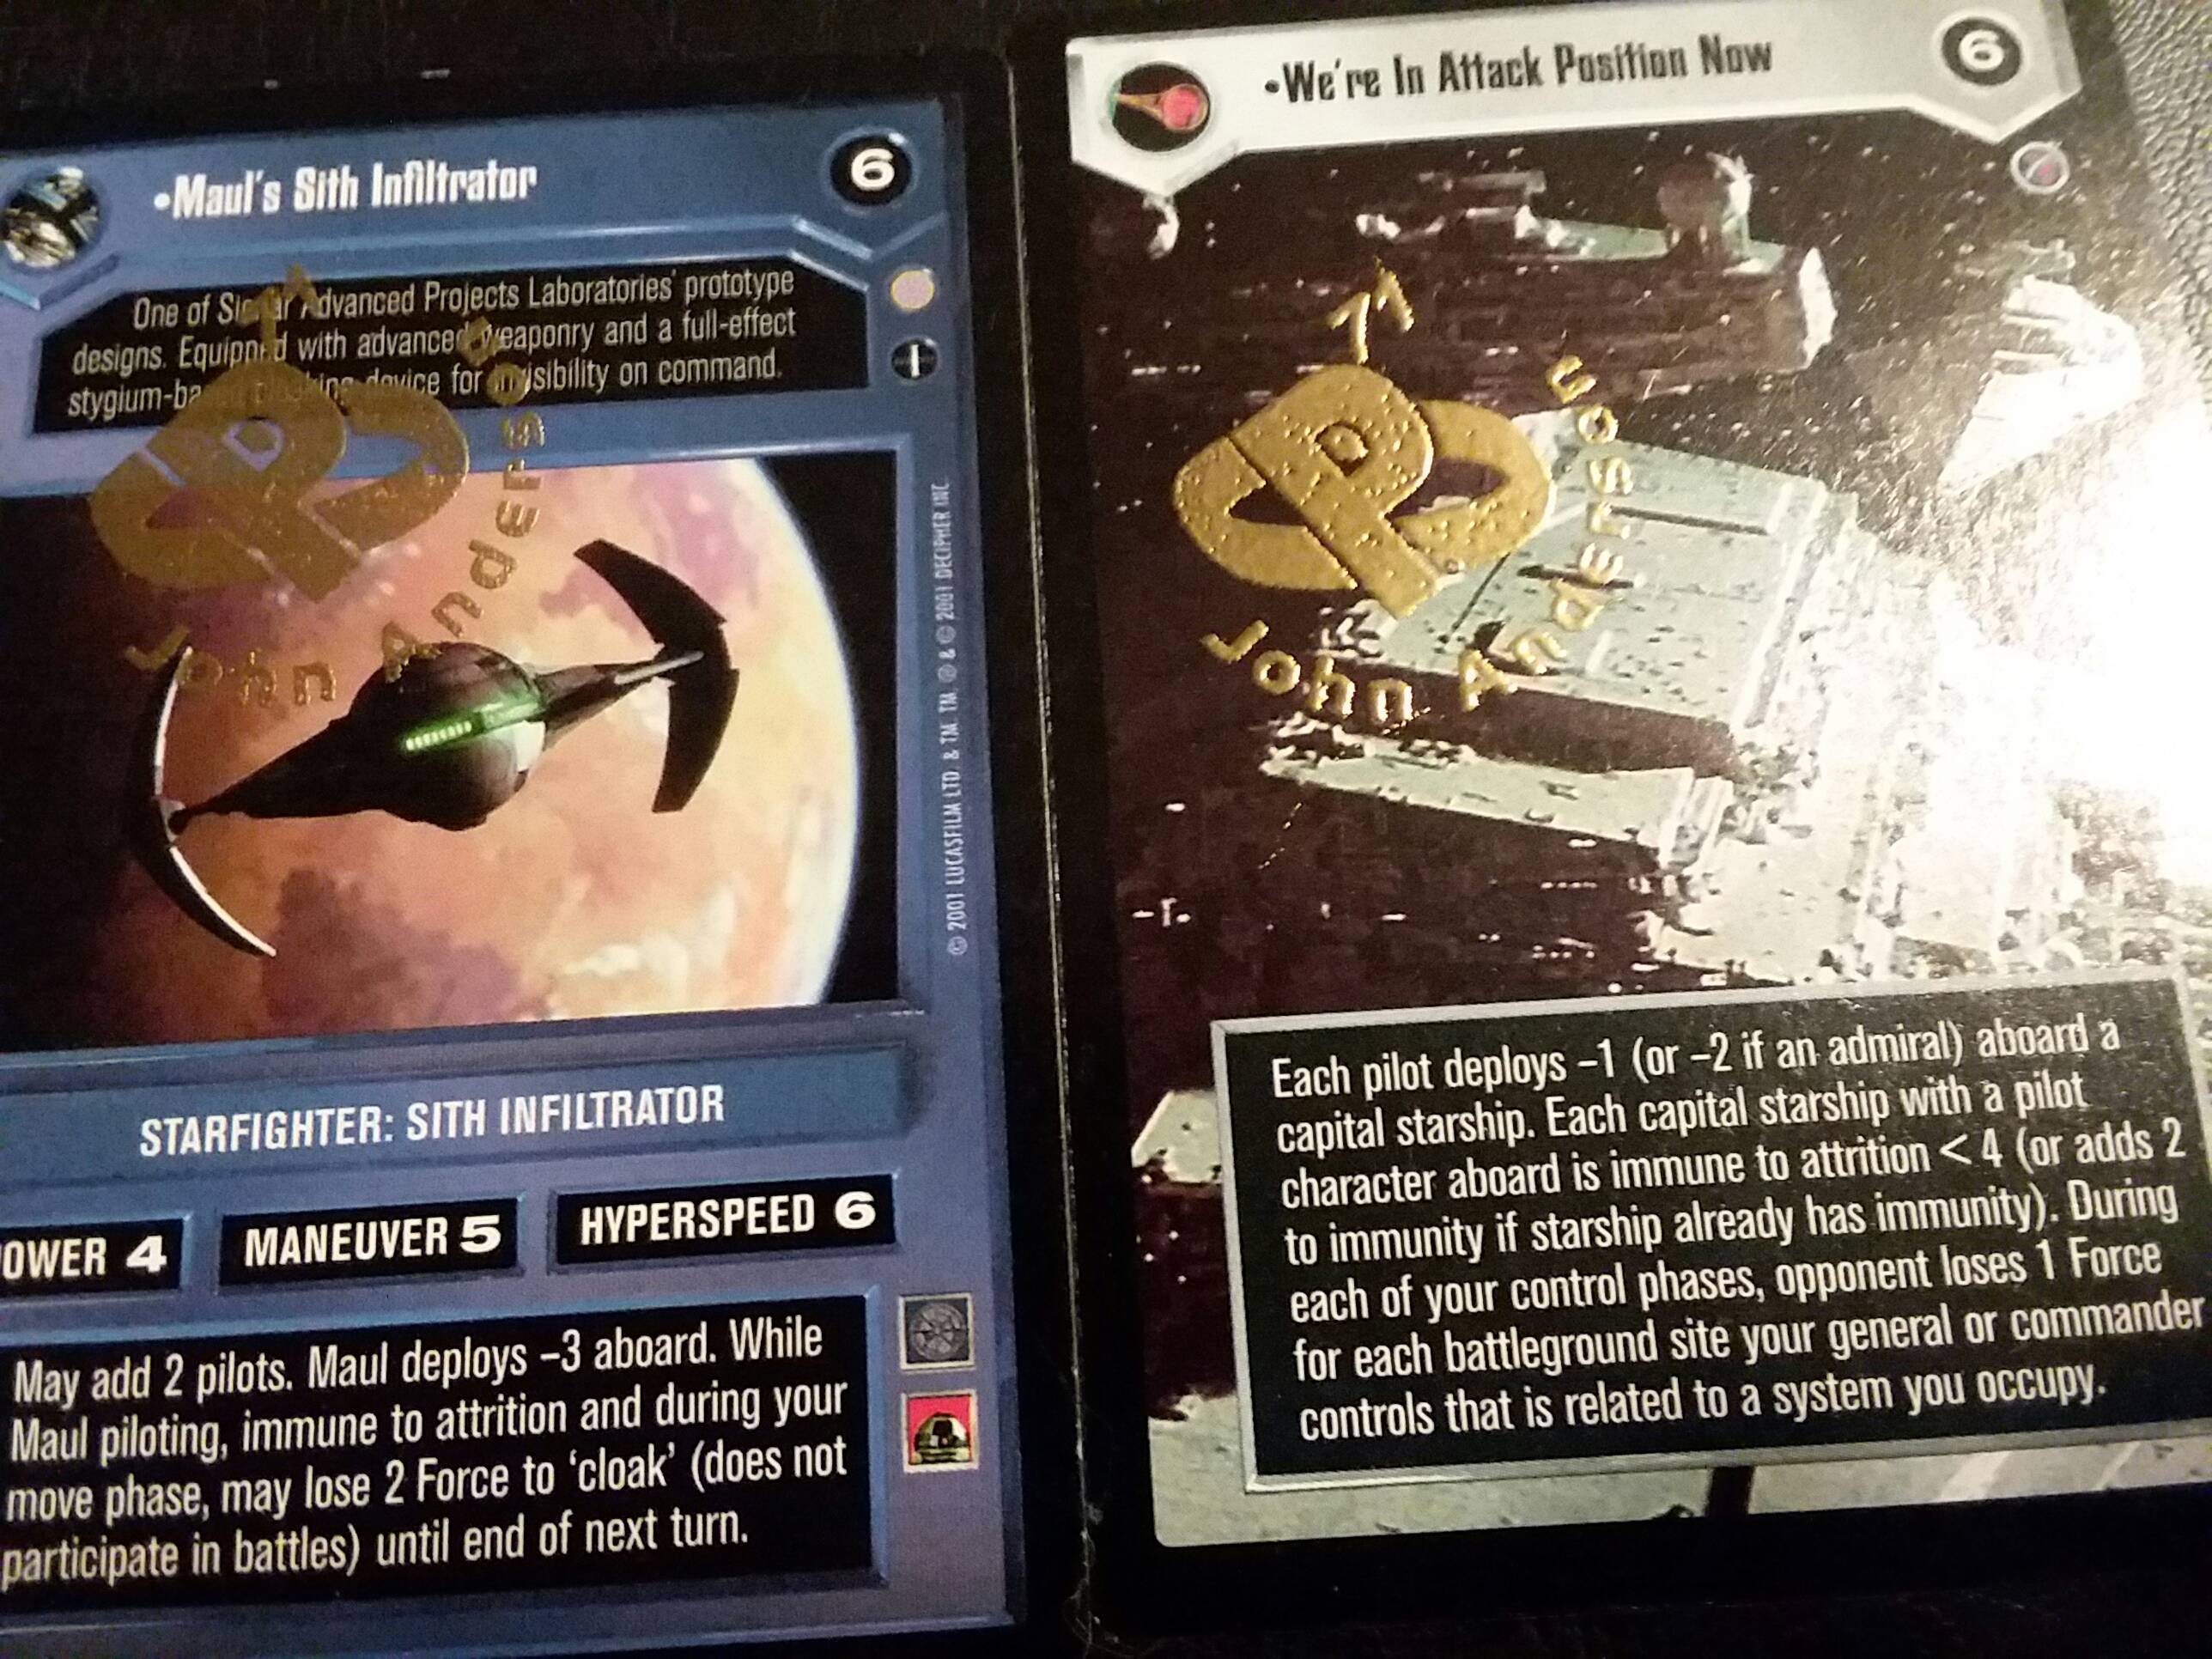 •Maul's Sith Infiltrator
6
One of Advanced Projects Laboratories' prototype
designs. Equipped with advanced weaponry and a full-effect
device for invisibility on command.
John Anderson
77
D
© 2001 LUCASFILM LTD. & TM. TM ® & © 2001 DECIPHER INC.
STARFIGHTER: SITH INFILTRATOR
OWER 4
MANEUVER 5
HYPERSPEED 6
May add 2 pilots. Maul deploys –3 aboard. While
Maul piloting, immune to attrition and during your
move phase, may lose 2 Force to 'cloak' (does not
participate in battles) until end of next turn.
•We're In Attack Position Now
6
77
D
John Anderson
Each pilot deploys –1 (or –2 if an admiral) aboard a
capital starship. Each capital starship with a pilot
character aboard is immune to attrition < 4 (or adds 2
to immunity if starship already has immunity). During
each of your control phases, opponent loses 1 Force
for each battleground site your general or commander
controls that is related to a system you occupy.